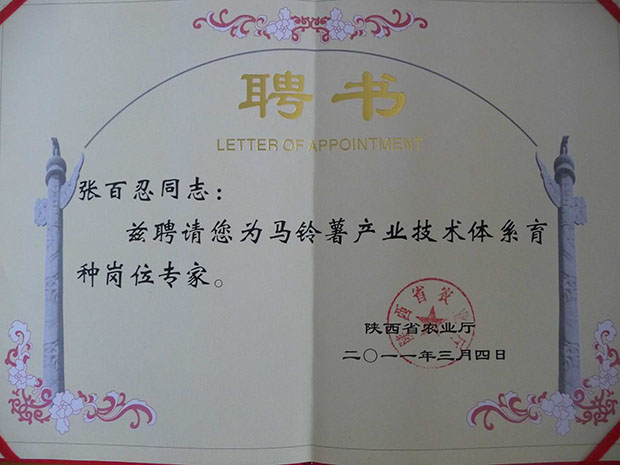 聘书
LETTER OF APPOINTMENT
张百忍同志：
兹聘请您为马铃薯产业技术体系育
种岗位专家。
陕西省农业厅
二〇一一年三月四日